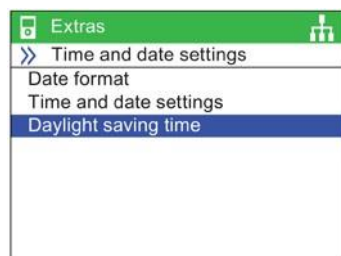 Extras
» Time and date settings
Date format
Time and date settings
Daylight saving time